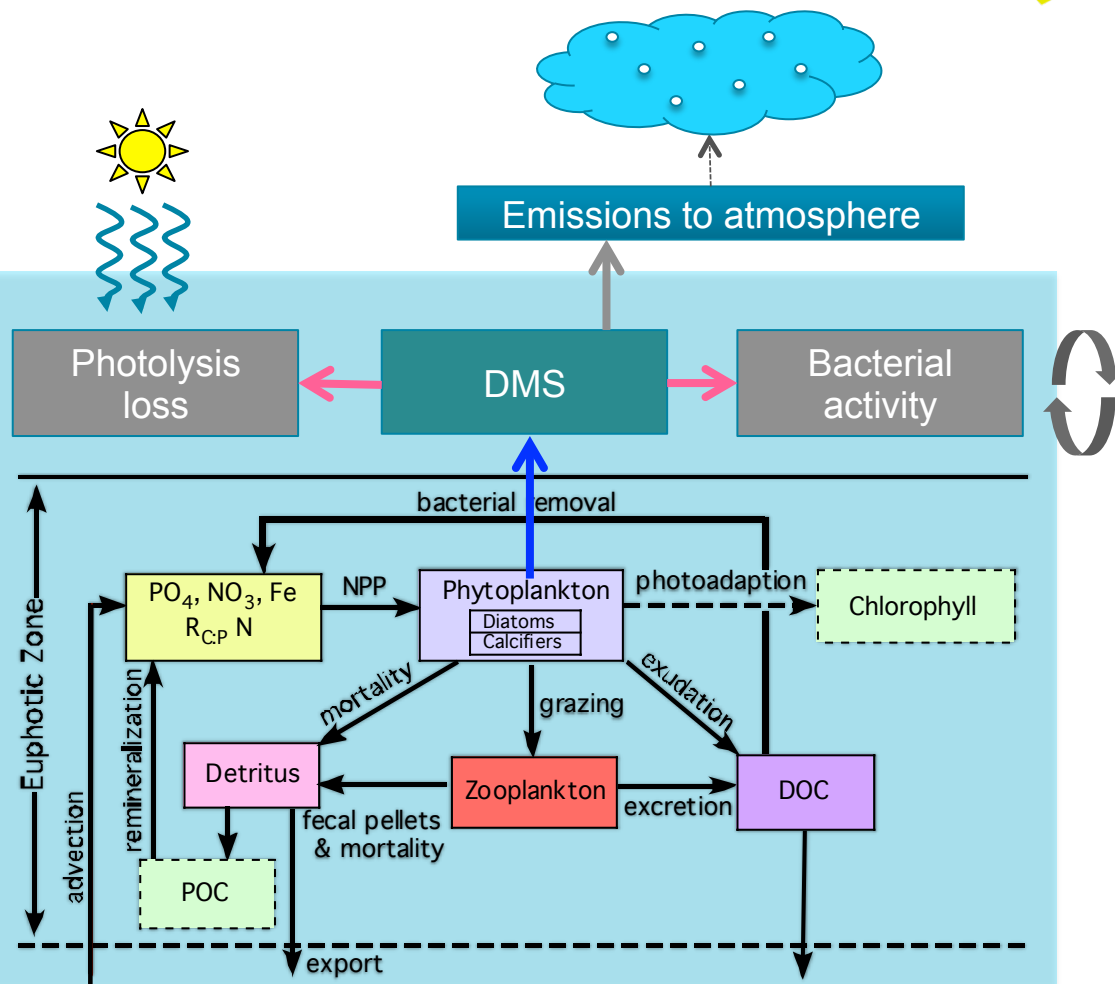 Emissions to atmosphere
Photolysis
loss
DMS
Bacterial
activity
bacterial removal
PO4, NO3, Fe
RC:P N
NPP
Phytoplankton
Diatoms
Calcifiers
photoadaption
Chlorophyll
Euphotic Zone
advection
remineralization
mortality
grazing
exudation
Detritus
Zooplankton
excretion
DOC
fecal pellets
& mortality
POC
export